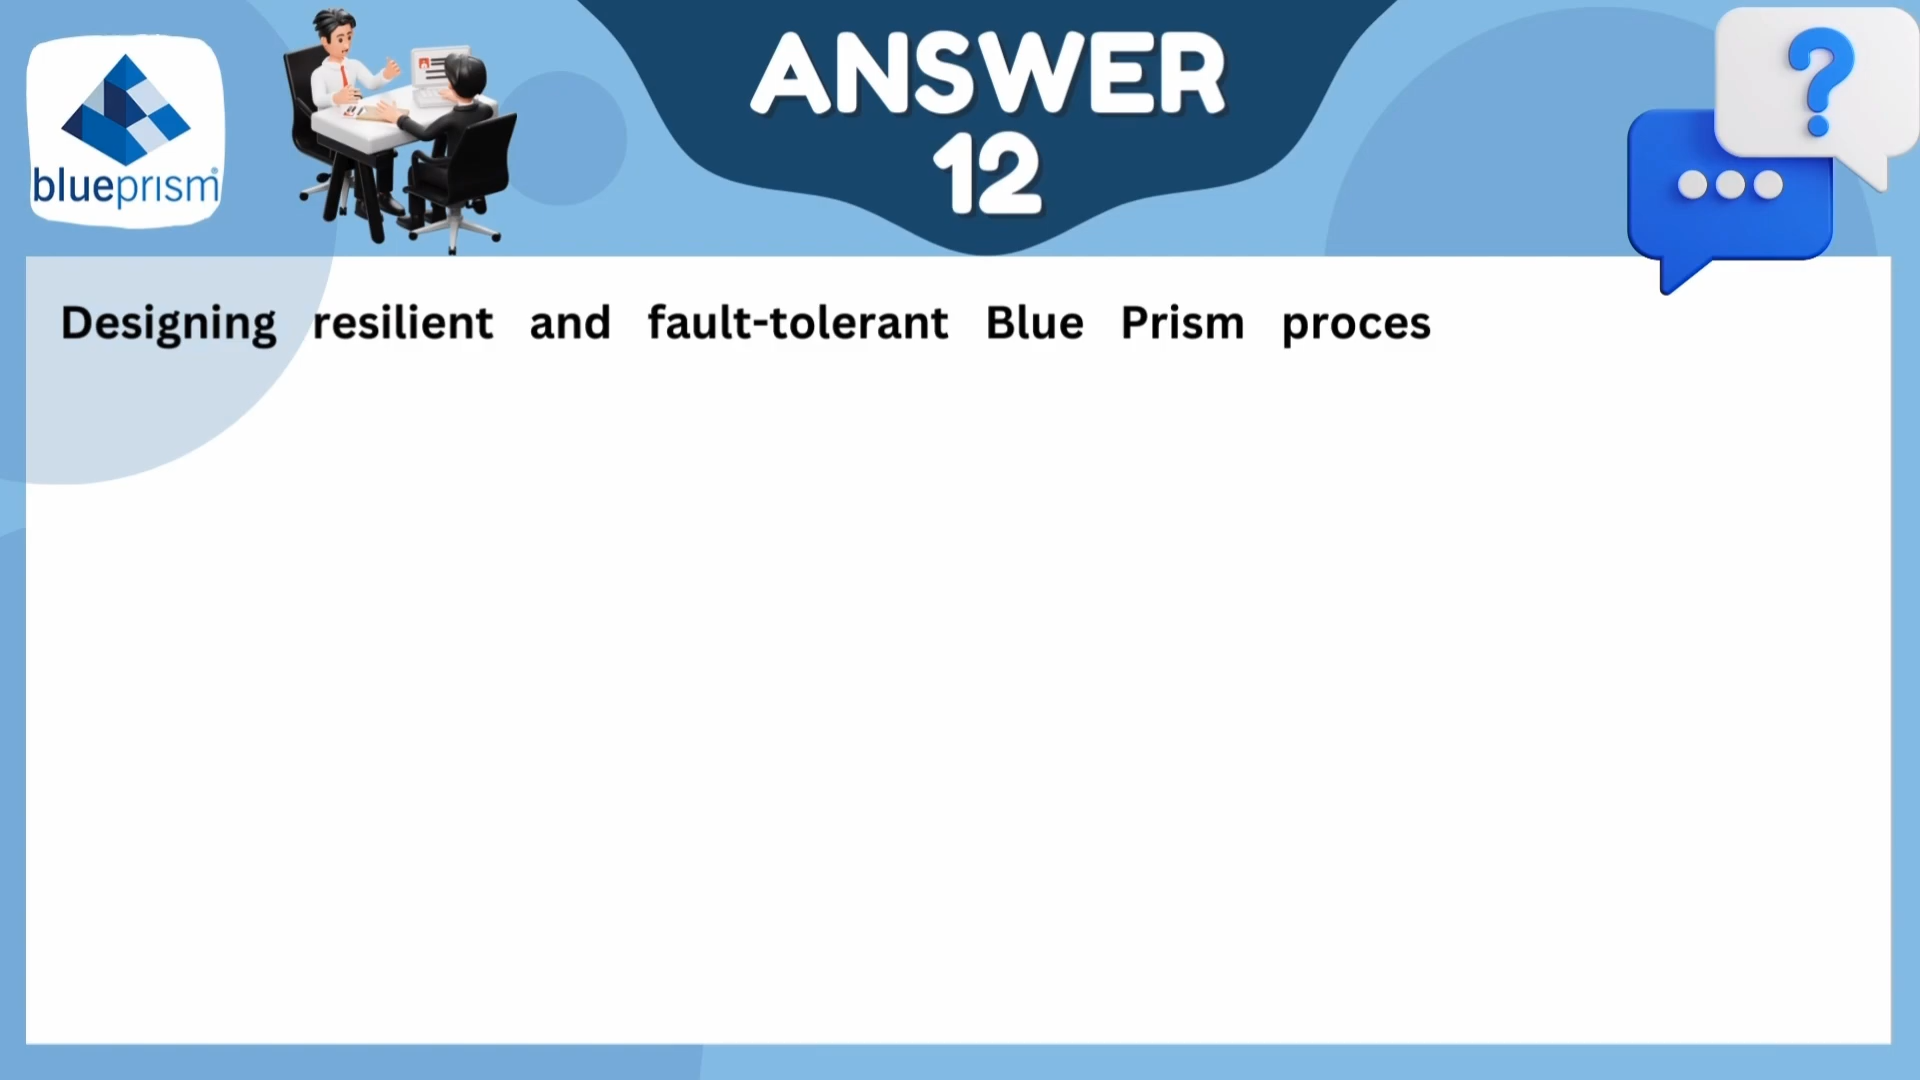 blueprism
ANSWER
12
?
Designing resilient and fault-tolerant Blue Prism proces